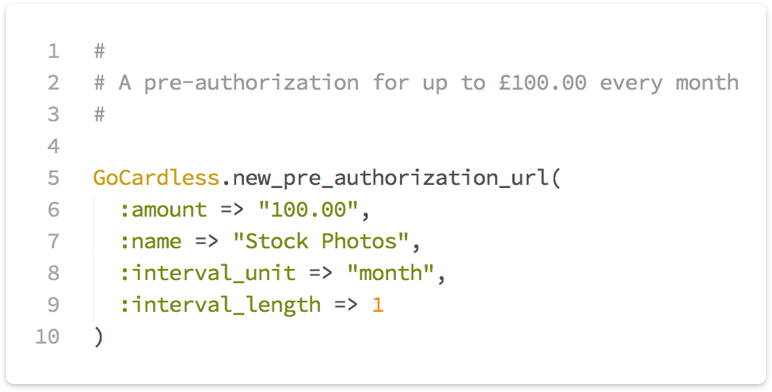 1 #
2 # A pre-authorization for up to £100.00 every month
3 #
4
5 GoCardless.new_pre_authorization_url(
6   :amount => "100.00",
7   :name => "Stock Photos",
8   :interval_unit => "month",
9   :interval_length => 1
10 )